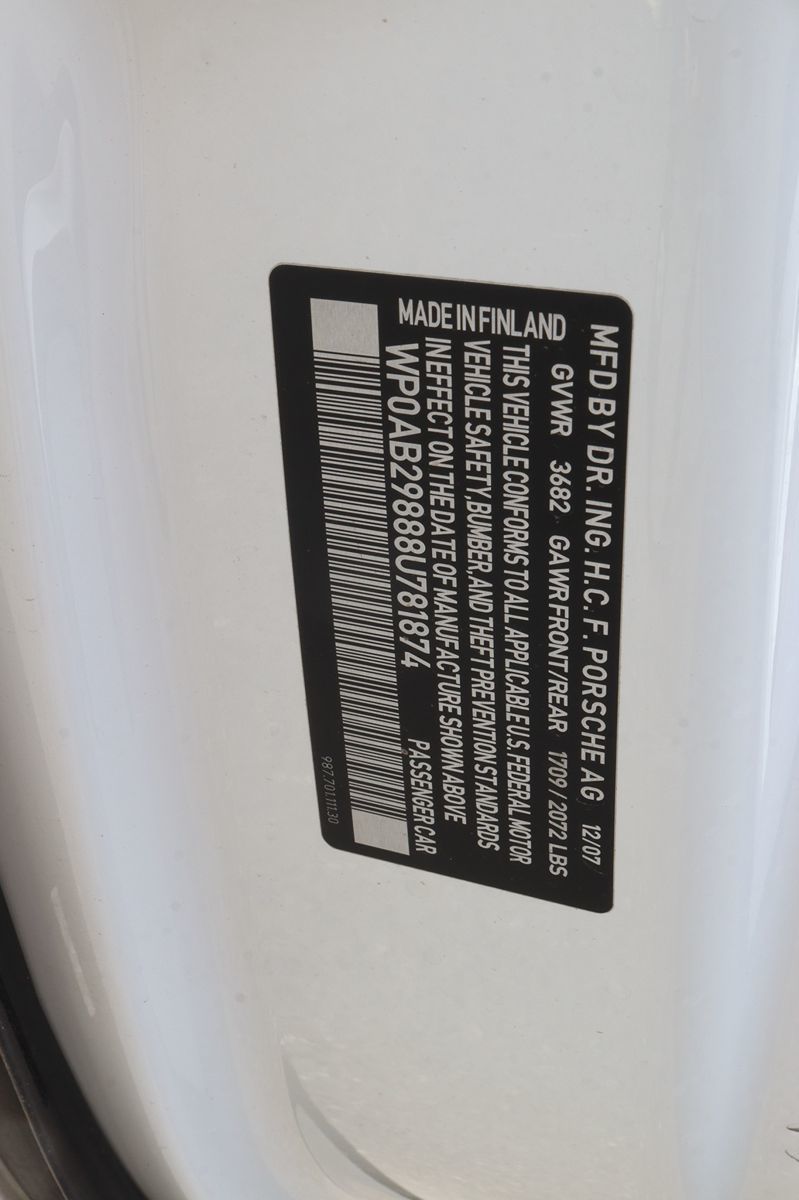 MFD BY DR. ING. H.C. F. PORSCHE AG 12/07
GVWR 3682 GAWR FRONT/REAR 1709 / 2072 LBS
MADE IN FINLAND
THIS VEHICLE CONFORMS TO ALL APPLICABLE U.S. FEDERAL MOTOR
VEHICLE SAFETY, BUMBER, AND THEFT PREVENTION STANDARDS
IN EFFECT ON THE DATE OF MANUFACTURE SHOWN ABOVE
WP0AB29888U781874 PASSENGER CAR
987.701.111.30